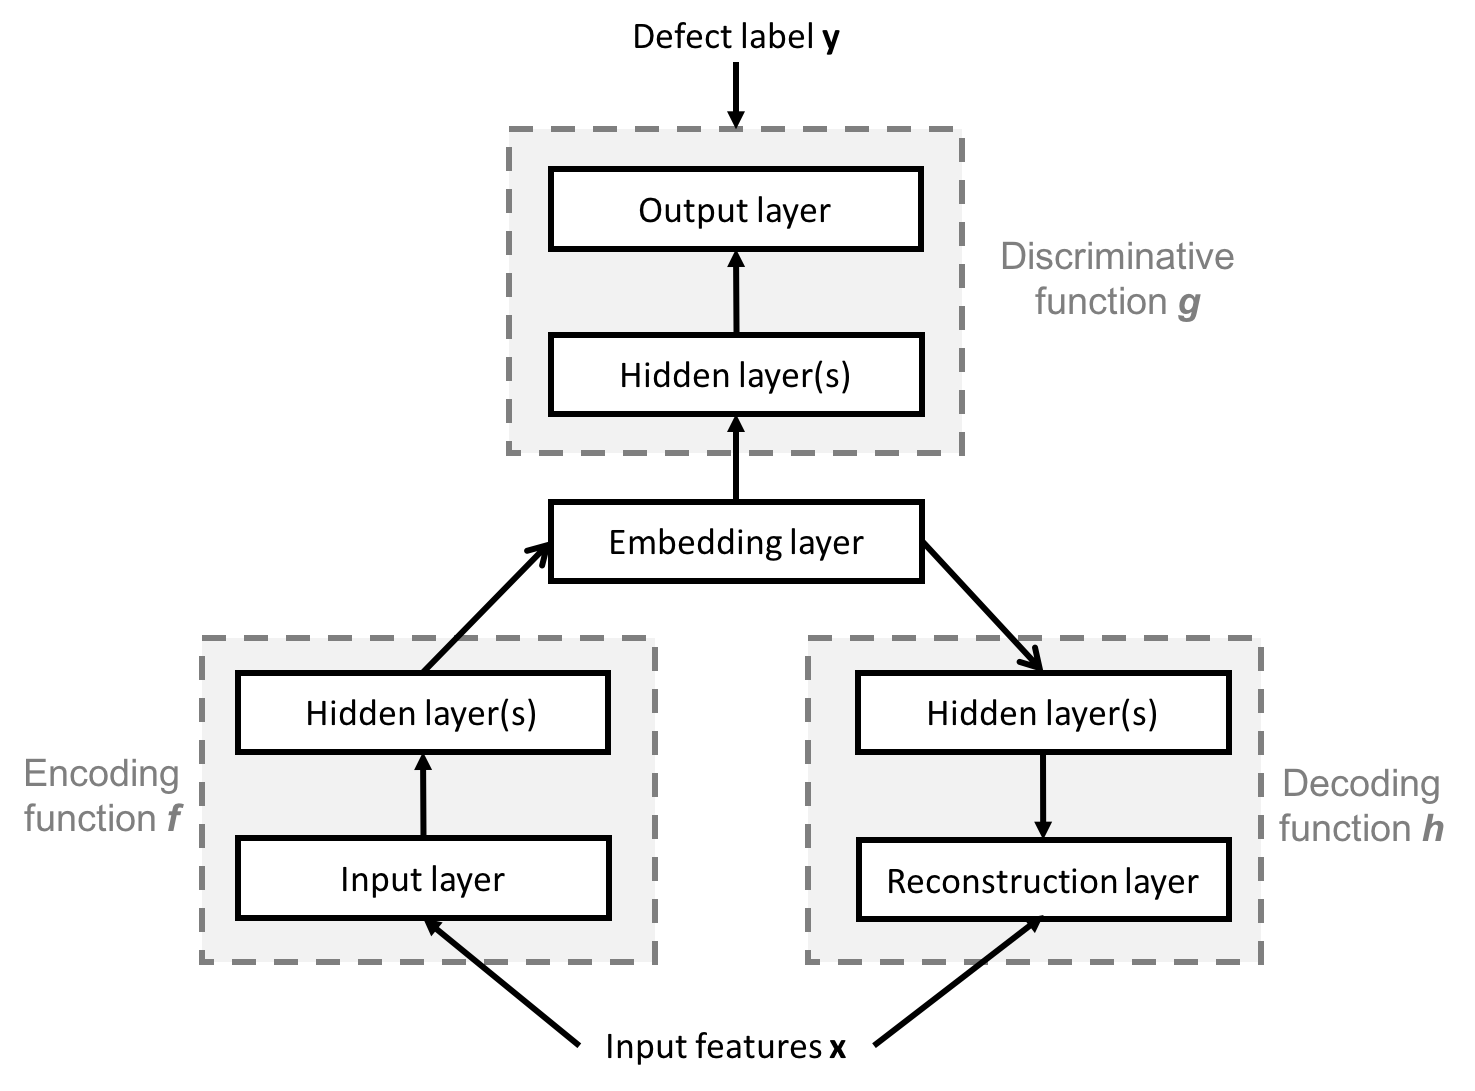 Defect label y
Output layer
Discriminative
function g
Hidden layer(s)
Embedding layer
Hidden layer(s)
Hidden layer(s)
Encoding
function f
Decoding
function h
Input layer
Reconstruction layer
Input features x